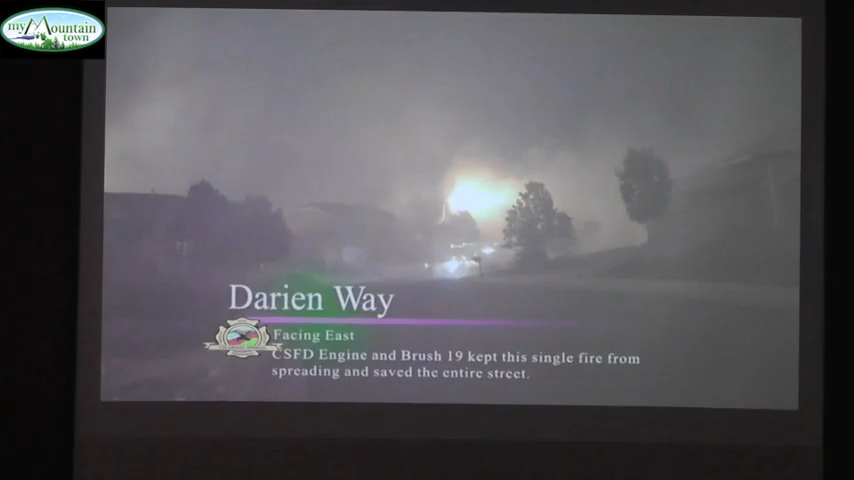 my Mountain
town
Darien Way
Facing East
CSFD Engine and Brush 19 kept this single fire from
spreading and saved the entire street.